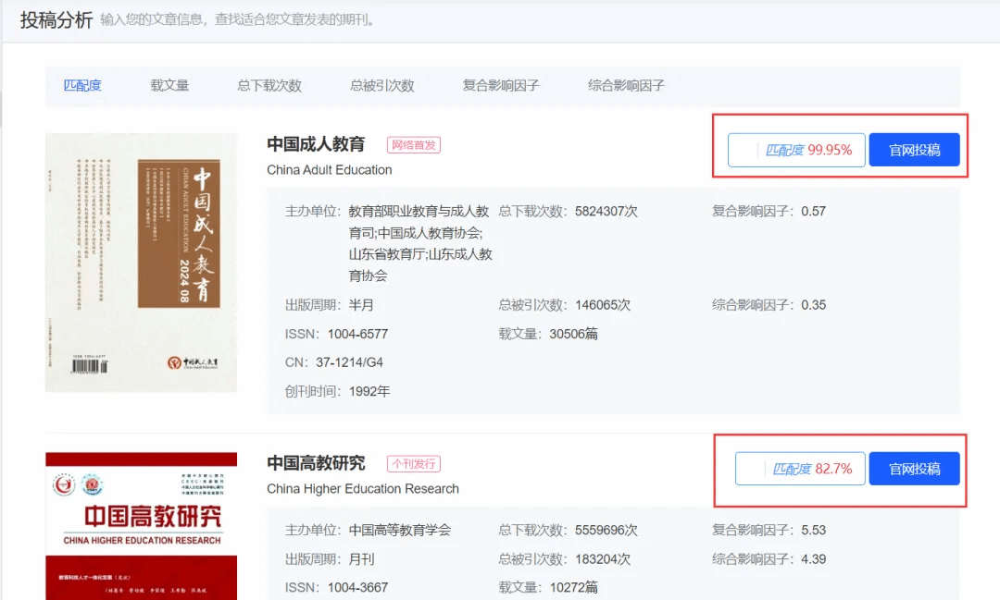 投稿分析 输入您的文章信息，查找适合您文章发表的期刊。
匹配度 载文量 总下载次数 总被引次数 复合影响因子 综合影响因子
中国成人教育 网络首发
匹配度 99.95% 官网投稿
China Adult Education
主办单位： 教育部职业教育与成人教 总下载次数： 5824307次 复合影响因子： 0.57
育司;中国成人教育协会;
山东省教育厅;山东成人教
育协会
出版周期： 半月 总被引次数： 146065次 综合影响因子： 0.35
ISSN： 1004-6577 载文量： 30506篇
CN： 37-1214/G4
创刊时间： 1992年
中国成人教育
CHIAN ADULT EDUCATION
2024 08
中国成人教育
中国高教研究 个刊发行
匹配度 82.7% 官网投稿
China Higher Education Research
主办单位： 中国高等教育学会 总下载次数： 5559696次 复合影响因子： 5.53
出版周期： 月刊 总被引次数： 183204次 综合影响因子： 4.39
ISSN： 1004-3667 载文量： 10272篇
中国高教研究
CHINA HIGHER EDUCATION RESEARCH